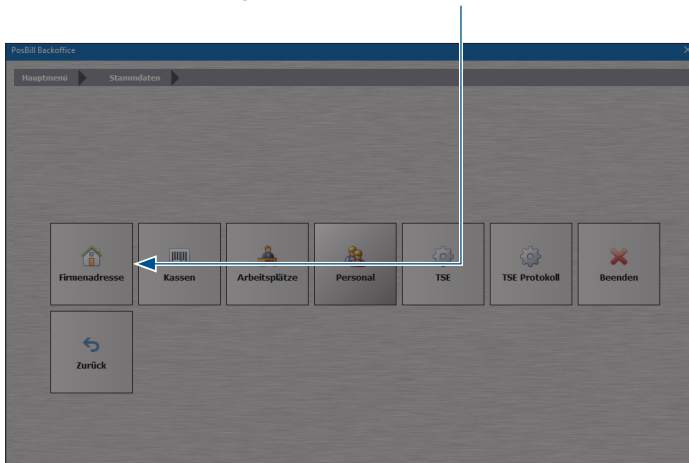 PosBill Backoffice
Hauptmenü Stammdaten
Firmenadresse Kassen Arbeitsplätze Personal TSE TSE Protokoll Beenden
Zurück